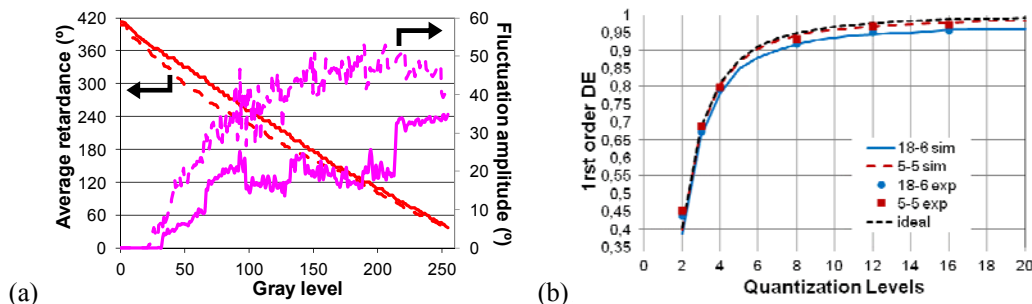 420
360
300
240
180
120
60
0
Average retardance (º)
60
50
40
30
20
10
0
Fluctuation amplitude (º)
0 50 100 150 200 250
Gray level
(a)
1
0,95
0,9
0,85
0,8
0,75
0,7
0,65
0,6
0,55
0,5
0,45
0,4
0,35
1rst order DE
18-6 sim
5-5 sim
18-6 exp
5-5 exp
ideal
0 2 4 6 8 10 12 14 16 18 20
Quantization Levels
(b)